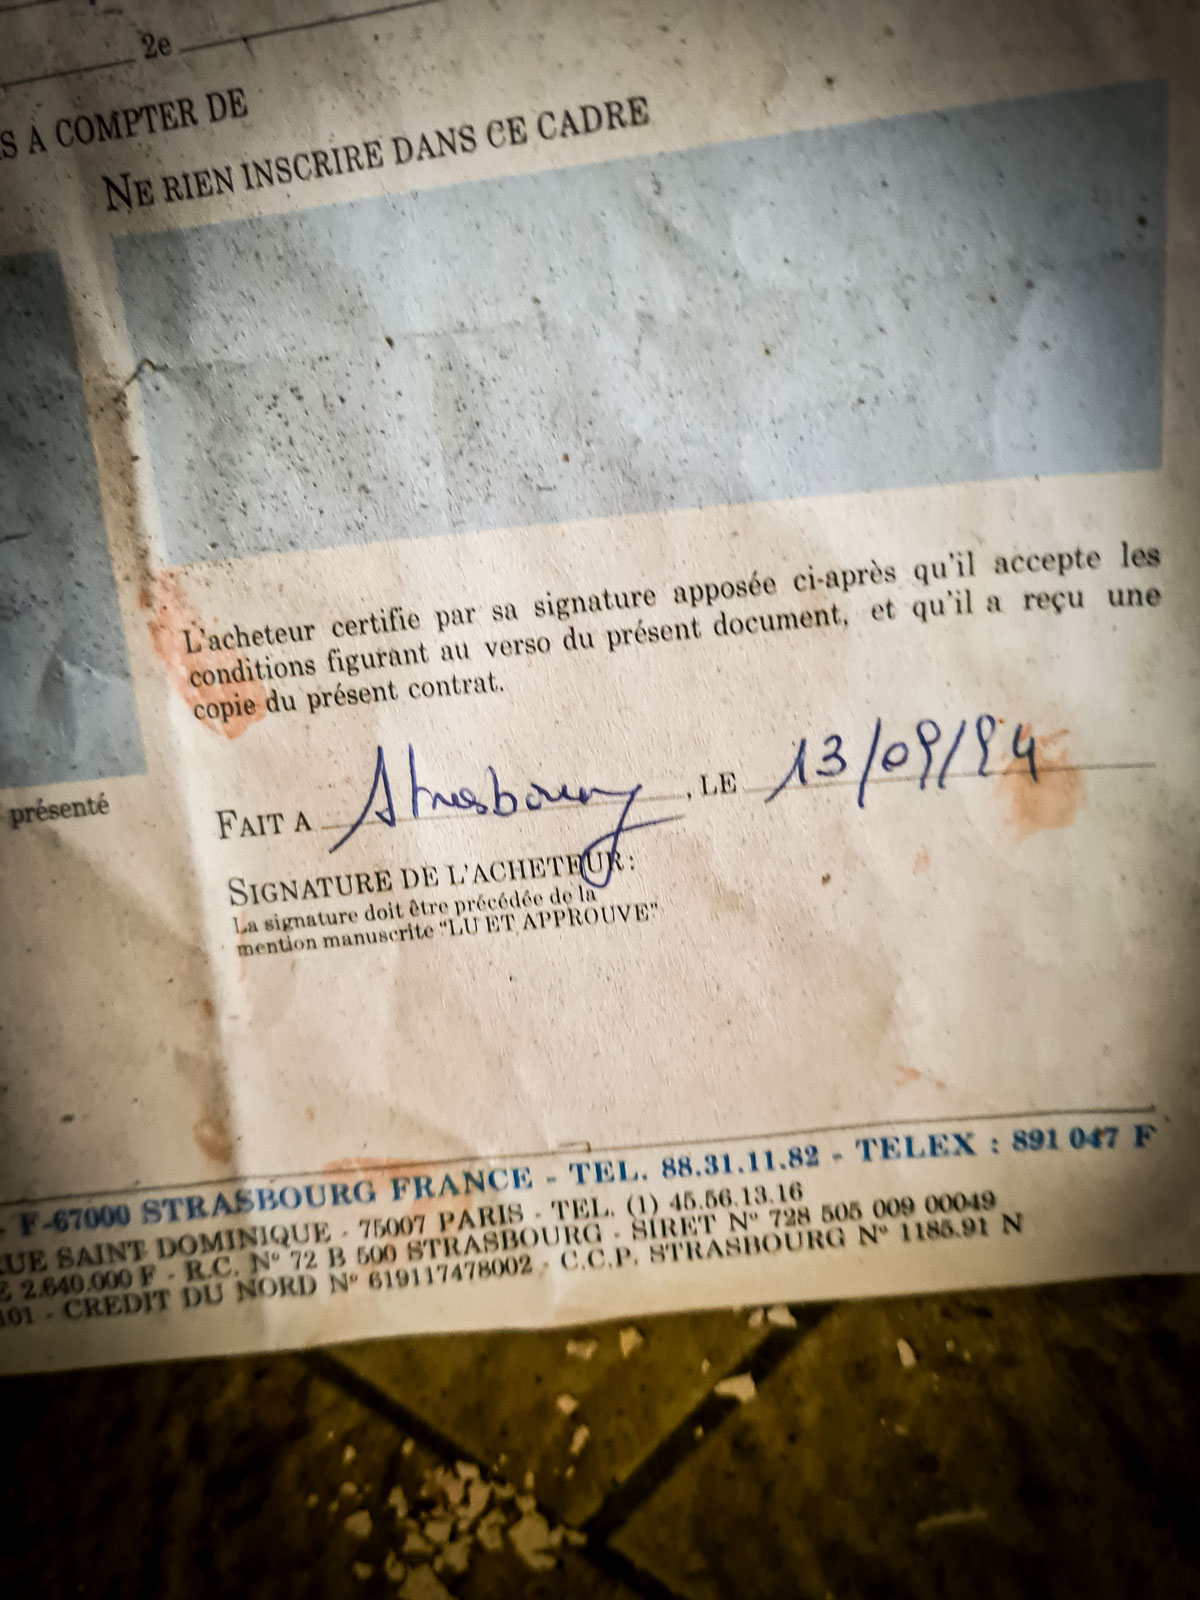 2e
S A COMPTER DE
NE RIEN INSCRIRE DANS CE CADRE
présenté
L'acheteur certifie par sa signature apposée ci-après qu'il accepte les
conditions figurant au verso du présent document, et qu'il a reçu une
copie du présent contrat.
FAIT A Strasbourg, LE 13/09/94
SIGNATURE DE L'ACHETEUR:
La signature doit être précédée de la
mention manuscrite "LU ET APPROUVE"
- F-67000 STRASBOURG FRANCE - TEL. 88.31.11.82 - TELEX : 891 047 F
RUE SAINT DOMINIQUE - 75007 PARIS - TEL. (1) 45.56.13.16
E 2.640.000 F - R.C. N° 72 B 500 STRASBOURG - SIRET N° 728 505 009 00049
101 - CREDIT DU NORD N° 619117478002 - C.C.P. STRASBOURG N° 1185.91 N